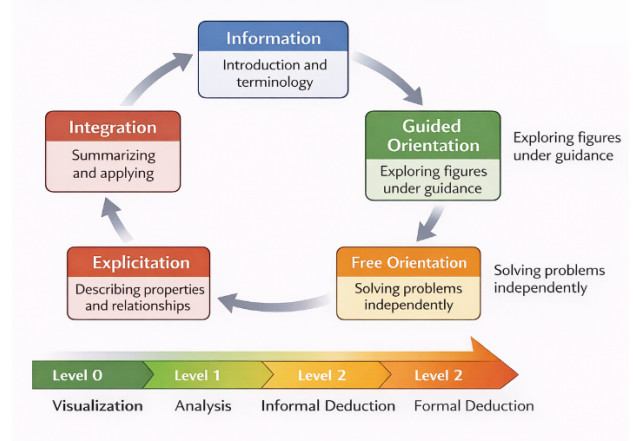 Information
Introduction and
terminology
Integration
Summarizing
and applying
Guided
Orientation
Exploring figures
under guidance
Exploring figures
under guidance
Explicitation
Describing properties
and relationships
Free Orientation
Solving problems
independently
Solving problems
independently
Level 0
Level 1
Level 2
Level 2
Visualization
Analysis
Informal Deduction
Formal Deduction